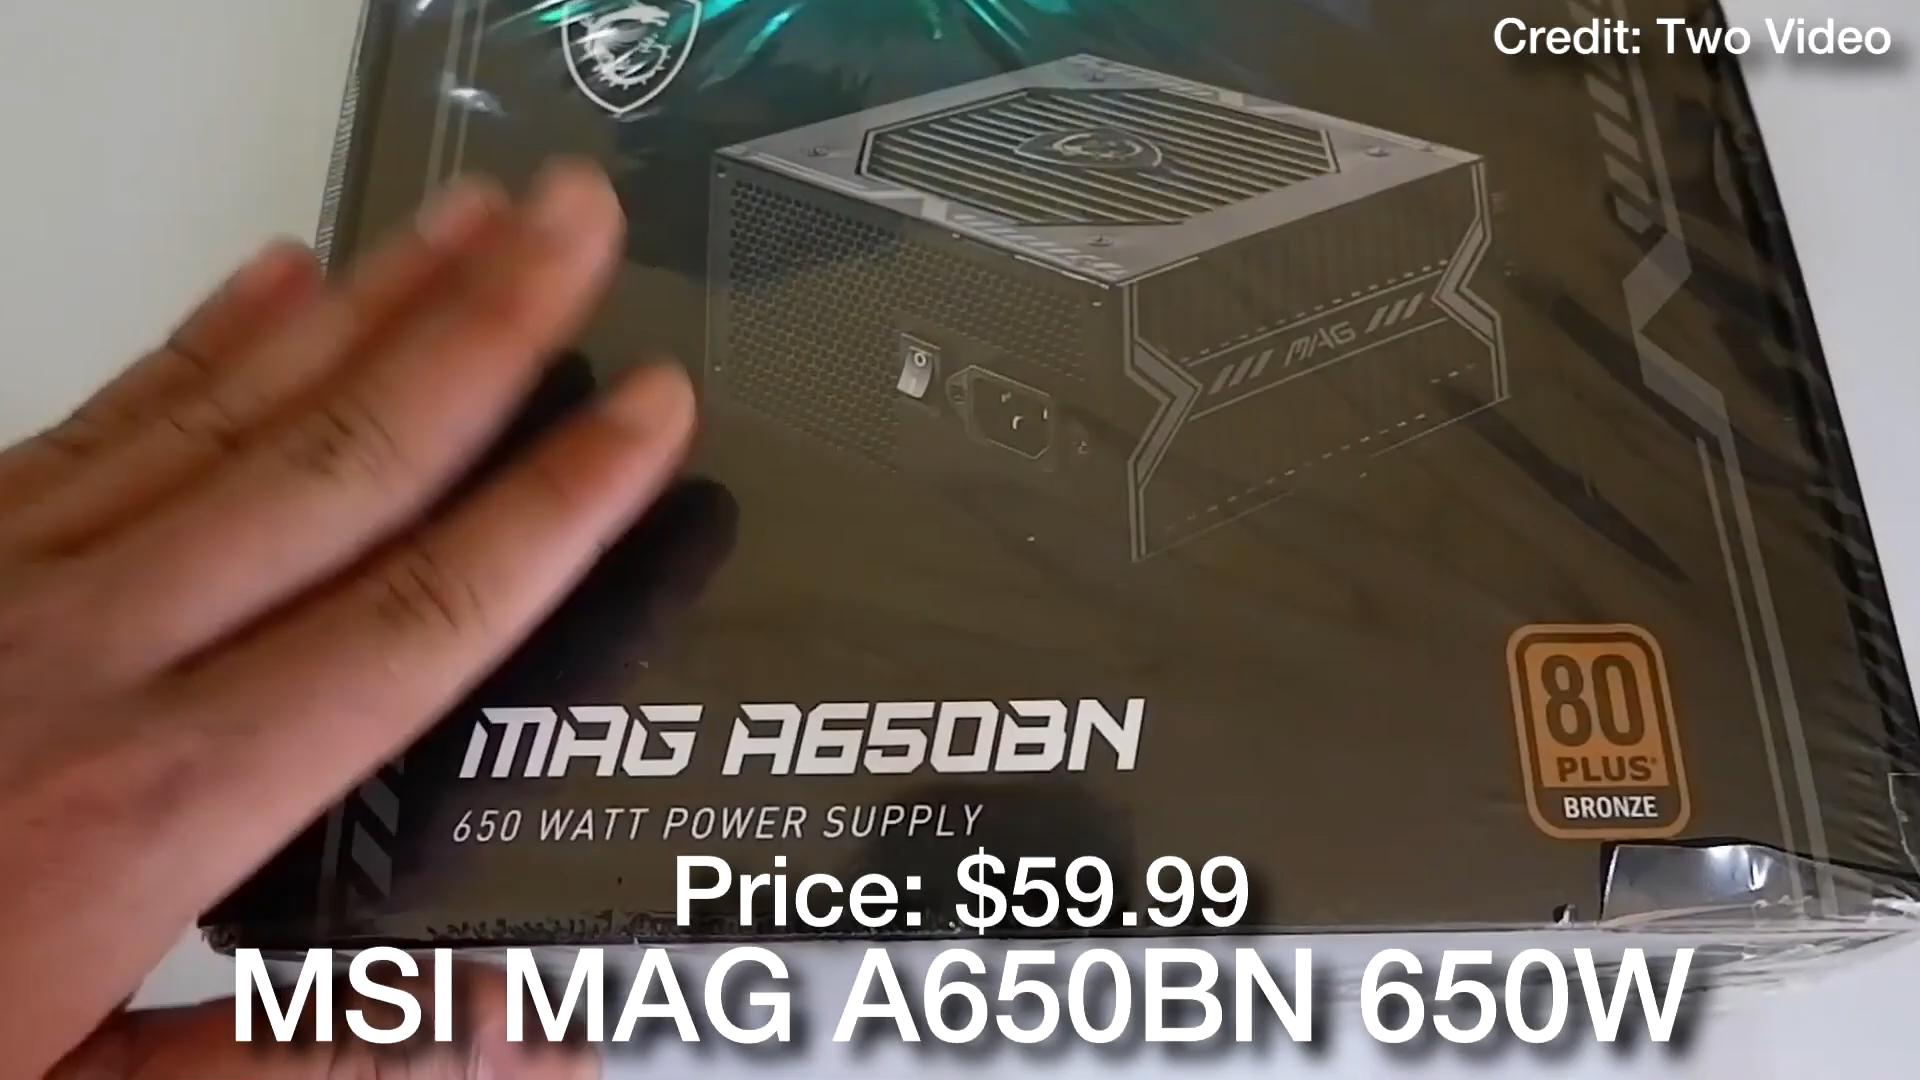 Credit: Two Video
MAG
MAG A650BN
650 WATT POWER SUPPLY
80
PLUS
BRONZE
Price: $59.99
MSI MAG A650BN 650W